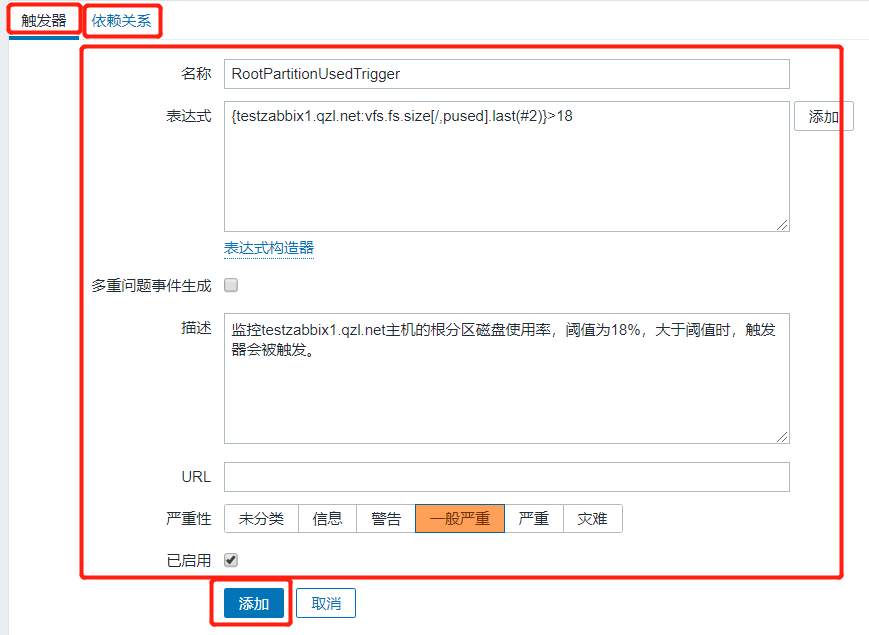 触发器 依赖关系
名称 RootPartitionUsedTrigger
表达式 {testzabbix1.qzl.net:vfs.fs.size[/,pused].last(#2)}>18 添加
表达式构造器
多重问题事件生成
描述 监控testzabbix1.qzl.net主机的根分区磁盘使用率，阈值为18%，大于阈值时，触发
器会被触发。
URL
严重性 未分类 信息 警告 一般严重 严重 灾难
已启用
添加 取消